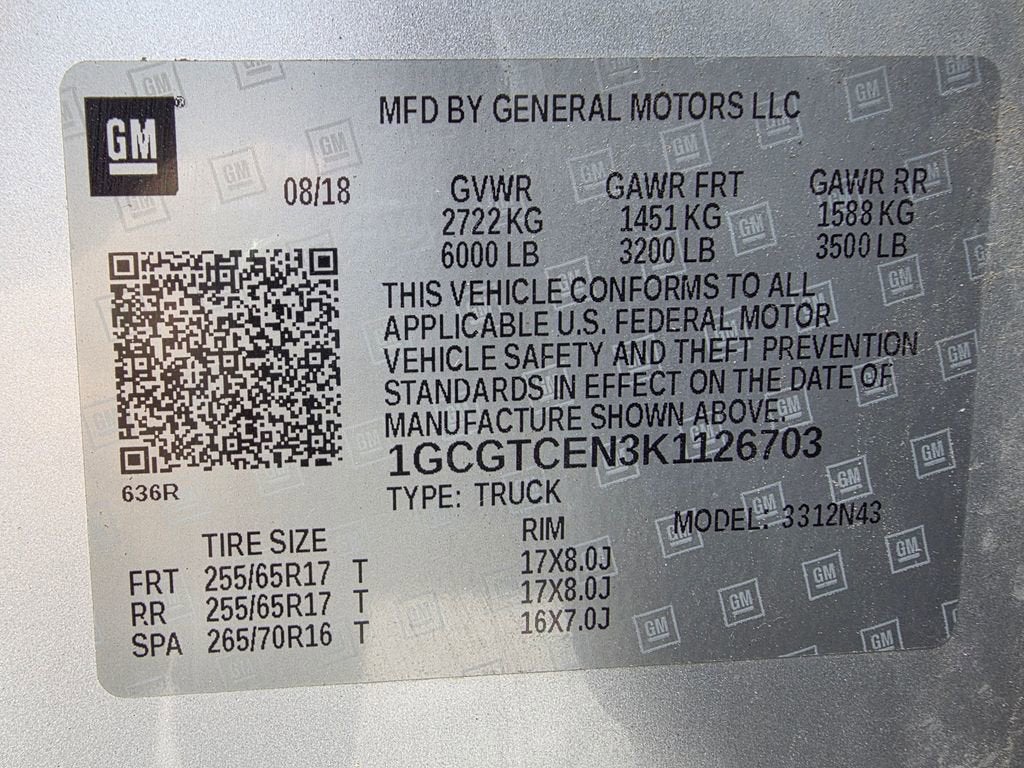 GM
MFD BY GENERAL MOTORS LLC
08/18
GVWR GAWR FRT GAWR RR
2722 KG 1451 KG 1588 KG
6000 LB 3200 LB 3500 LB
THIS VEHICLE CONFORMS TO ALL
APPLICABLE U.S. FEDERAL MOTOR
VEHICLE SAFETY AND THEFT PREVENTION
STANDARDS IN EFFECT ON THE DATE OF
MANUFACTURE SHOWN ABOVE.
1GCGTCEN3K1126703
636R
TYPE: TRUCK
MODEL: 3312N43
TIRE SIZE RIM
FRT 255/65R17 T 17X8.0J
RR 255/65R17 T 17X8.0J
SPA 265/70R16 T 16X7.0J